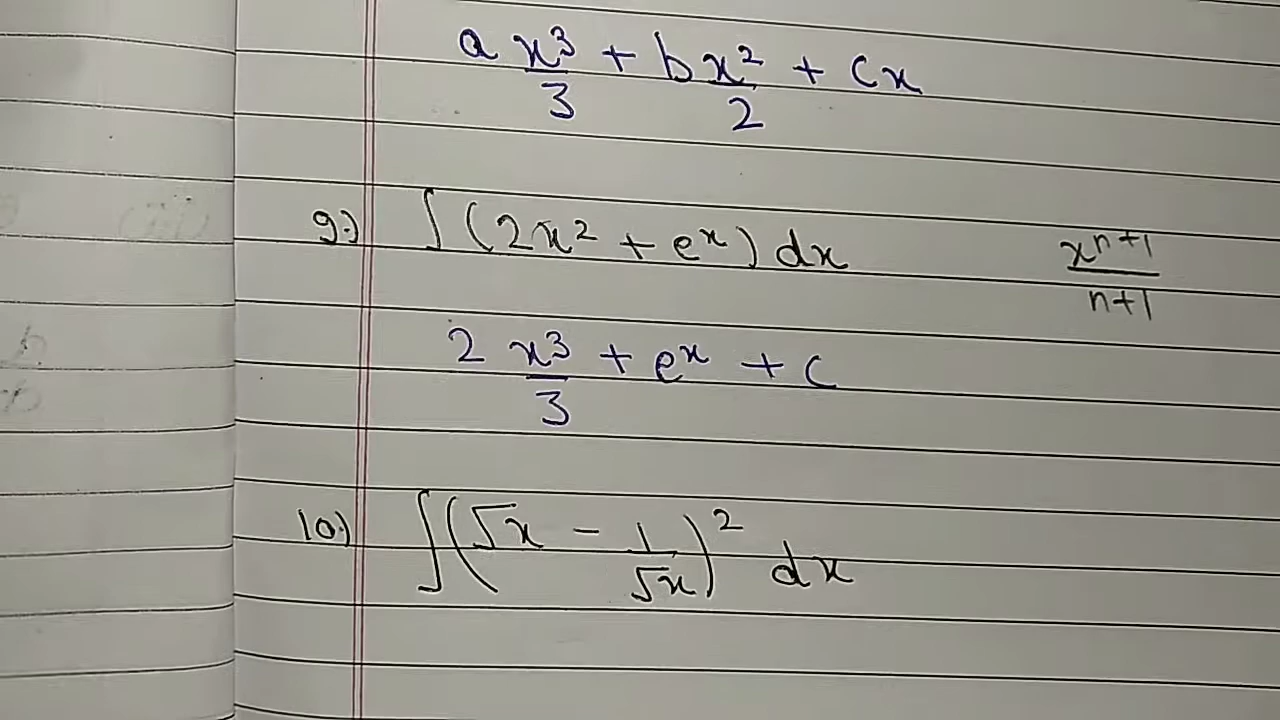 a x³/3 + b x²/2 + cx
9.) ∫ (2x² + eˣ) dx
xⁿ⁺¹/n+1
2 x³/3 + eˣ + c
10.) ∫ (√x − 1/√x)² dx